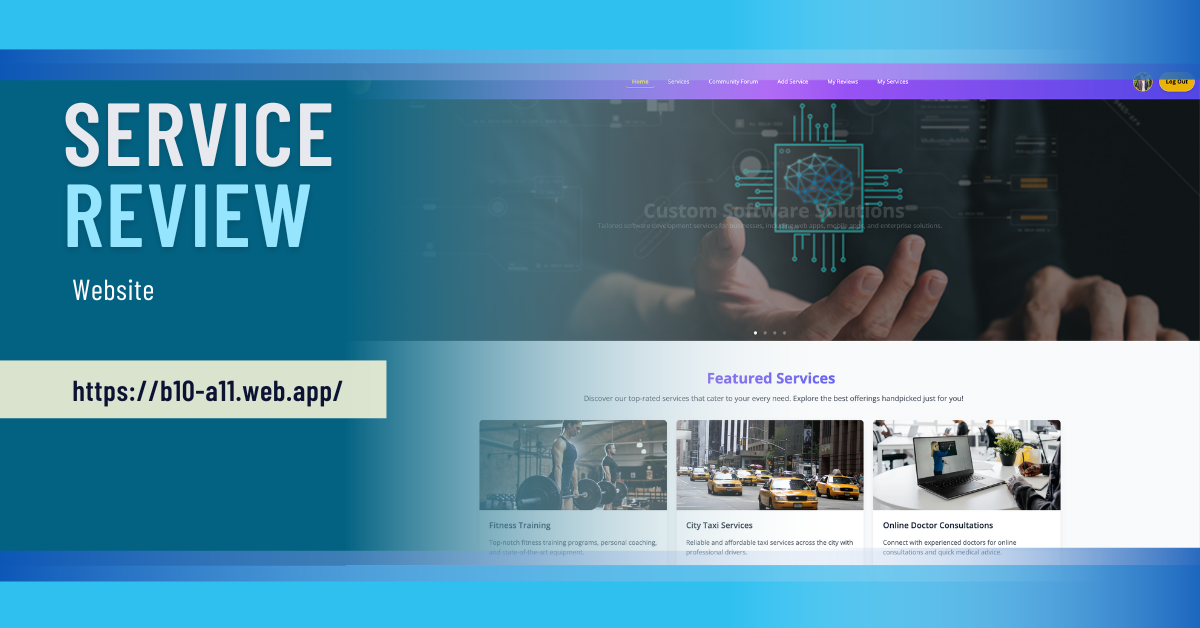 SERVICE
REVIEW
Website
https://b10-a11.web.app/
Home Services Community Forum Add Service My Reviews My Services Log Out
Custom Software Solutions
Tailored software development services for businesses, including web apps, mobile apps, and enterprise solutions.
Featured Services
Discover our top-rated services that cater to your every need. Explore the best offerings handpicked just for you!
Fitness Training
Top-notch fitness training programs, personal coaching,
and state-of-the-art equipment.
City Taxi Services
Reliable and affordable taxi services across the city with
professional drivers.
Online Doctor Consultations
Connect with experienced doctors for online
consultations and quick medical advice.